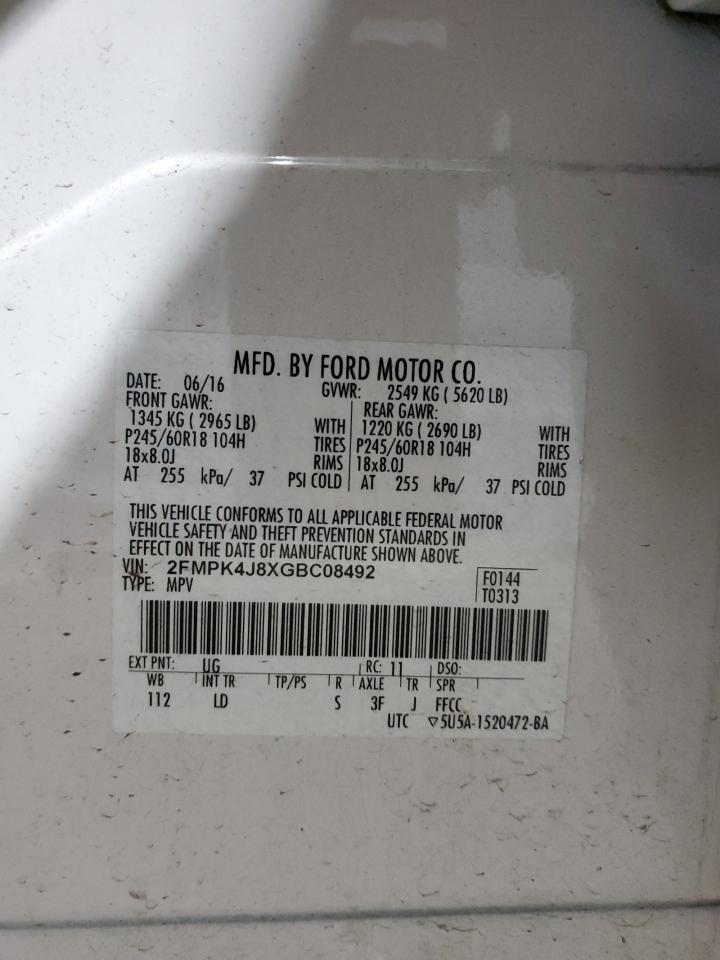 MFD. BY FORD MOTOR CO.
DATE: 06/16 GVWR: 2549 KG ( 5620 LB)
FRONT GAWR: REAR GAWR:
1345 KG ( 2965 LB) WITH 1220 KG ( 2690 LB) WITH
P245/60R18 104H TIRES P245/60R18 104H TIRES
18x8.0J RIMS 18x8.0J RIMS
AT 255 kPa/ 37 PSI COLD AT 255 kPa/ 37 PSI COLD
THIS VEHICLE CONFORMS TO ALL APPLICABLE FEDERAL MOTOR
VEHICLE SAFETY AND THEFT PREVENTION STANDARDS IN
EFFECT ON THE DATE OF MANUFACTURE SHOWN ABOVE.
VIN: 2FMPK4J8XGBC08492 F0144
TYPE: MPV T0313
EXT PNT: UG RC: 11 DSO:
WB INT TR TP/PS R AXLE TR SPR
112 LD S 3F J FFCC
UTC ▽5U5A-1520472-BA